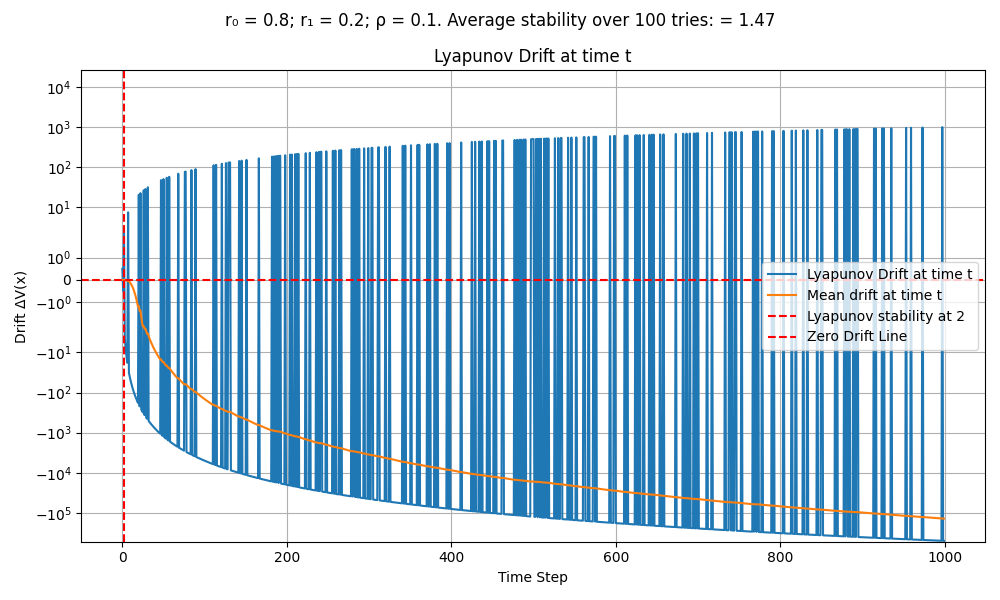 r₀ = 0.8; r₁ = 0.2; ρ = 0.1. Average stability over 100 tries: = 1.47
Lyapunov Drift at time t
Drift ΔV(x)
10⁴
10³
10²
10¹
10⁰
0
−10⁰
−10¹
−10²
−10³
−10⁴
−10⁵
Lyapunov Drift at time t
Mean drift at time t
Lyapunov stability at 2
Zero Drift Line
0 200 400 600 800 1000
Time Step